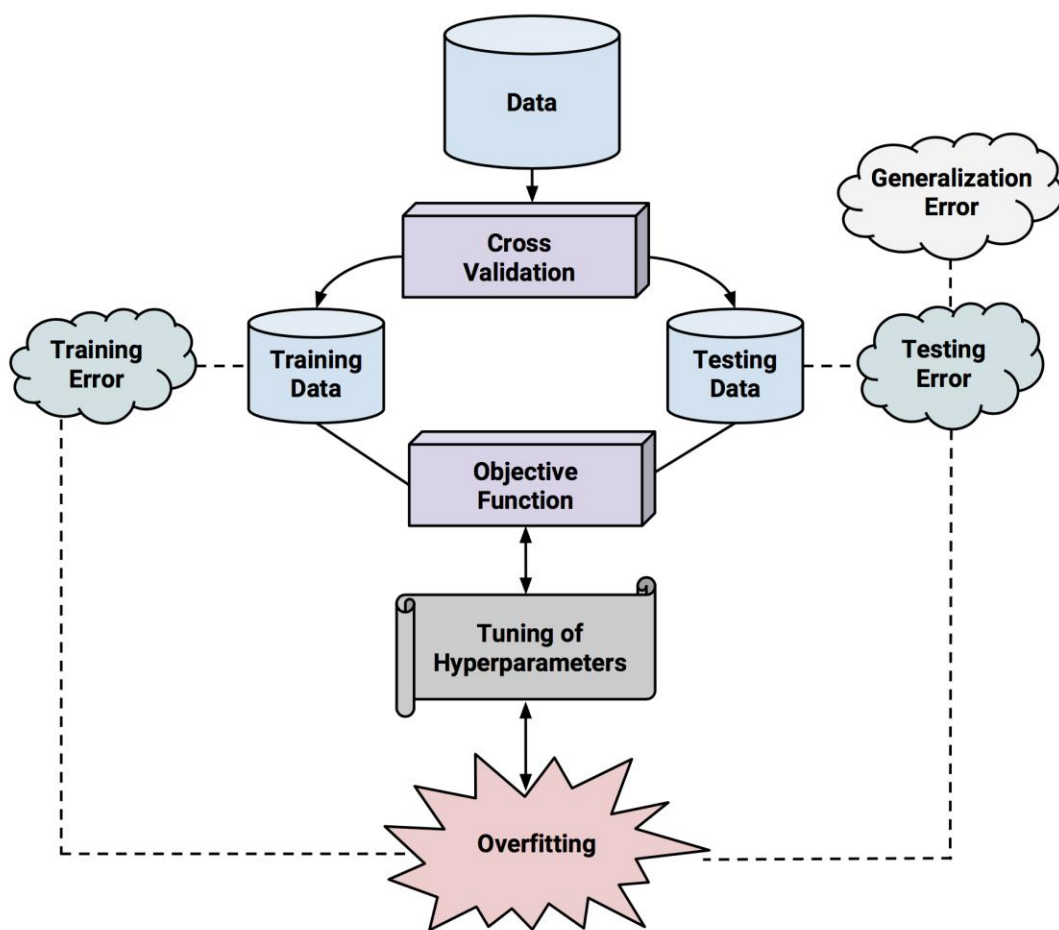 Data
Generalization
Error
Cross
Validation
Training
Error
Training
Data
Testing
Data
Testing
Error
Objective
Function
Tuning of
Hyperparameters
Overfitting